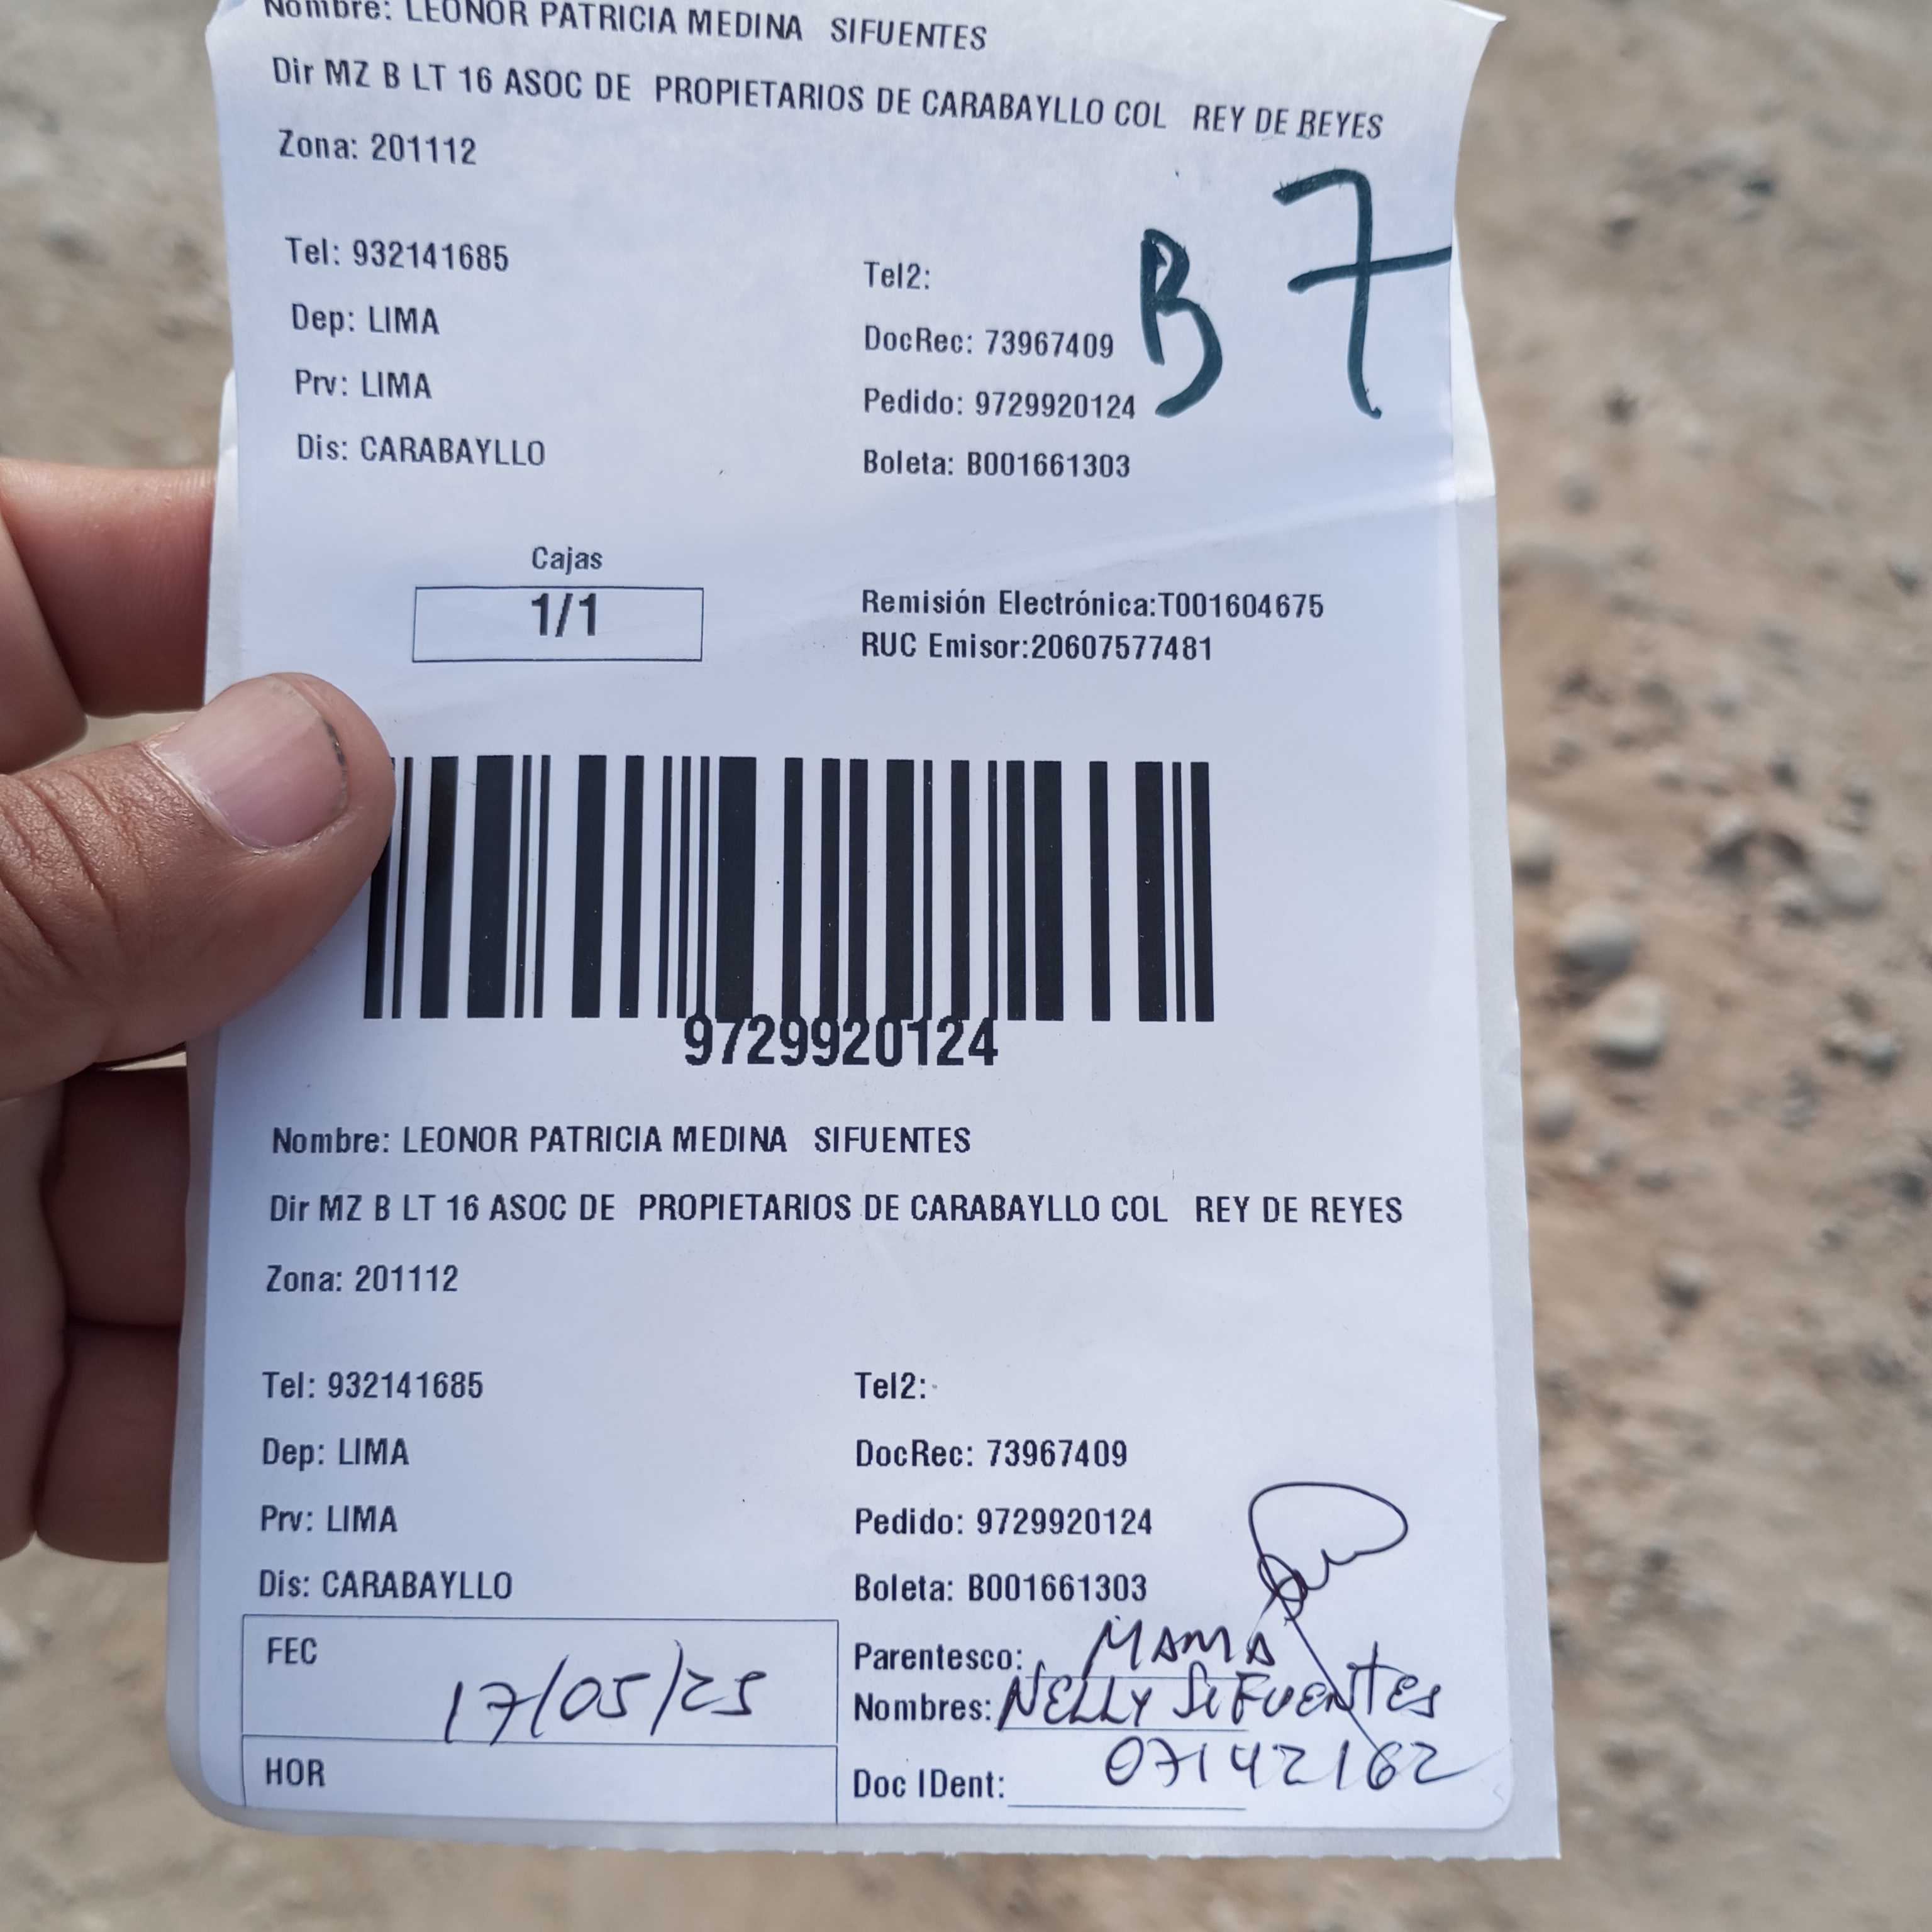 Nombre: LEONOR PATRICIA MEDINA SIFUENTES
Dir MZ B LT 16 ASOC DE PROPIETARIOS DE CARABAYLLO COL REY DE REYES
Zona: 201112
B 7
Tel: 932141685
Tel2:
Dep: LIMA
DocRec: 73967409
Prv: LIMA
Pedido: 9729920124
Dis: CARABAYLLO
Boleta: B001661303
Cajas
1/1
Remisión Electrónica:T001604675
RUC Emisor:20607577481
9729920124
Nombre: LEONOR PATRICIA MEDINA SIFUENTES
Dir MZ B LT 16 ASOC DE PROPIETARIOS DE CARABAYLLO COL REY DE REYES
Zona: 201112
Tel: 932141685
Tel2:
Dep: LIMA
DocRec: 73967409
Prv: LIMA
Pedido: 9729920124
Dis: CARABAYLLO
Boleta: B001661303
FEC 17/05/25
HOR
Parentesco: MAMA
Nombres: NELLY SIFUENTES
Doc IDent: 07142162